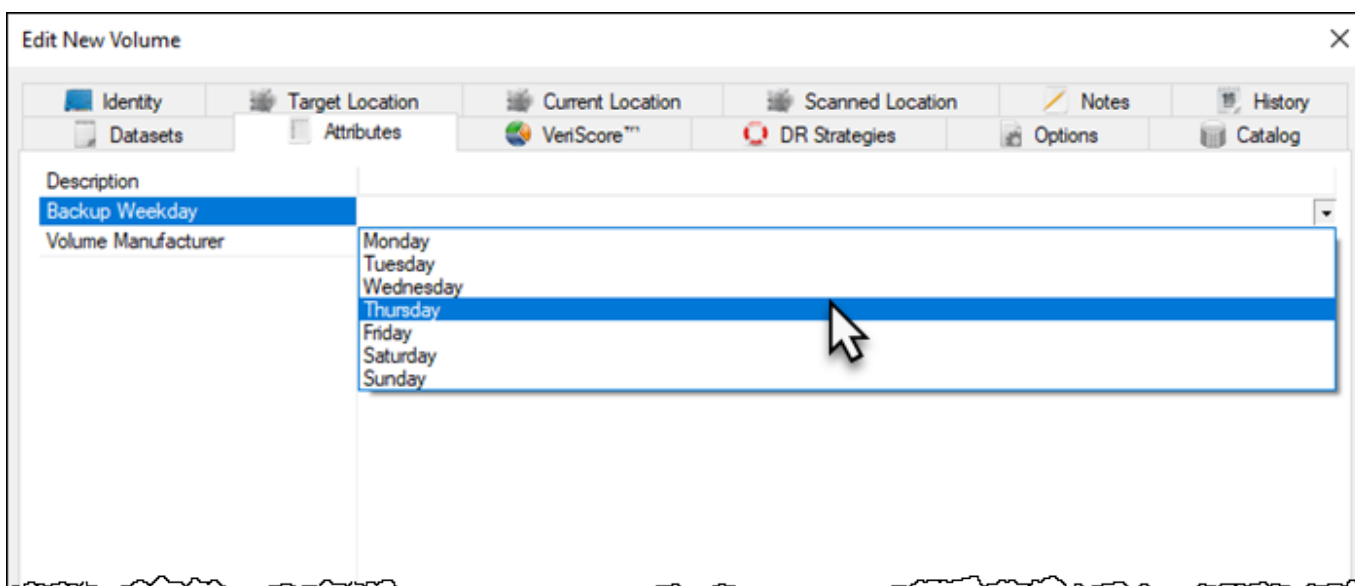 Edit New Volume
Identity Target Location Current Location Scanned Location Notes History
Datasets Attributes VeriScore™ DR Strategies Options Catalog
Description
Backup Weekday
Volume Manufacturer
Monday
Tuesday
Wednesday
Thursday
Friday
Saturday
Sunday